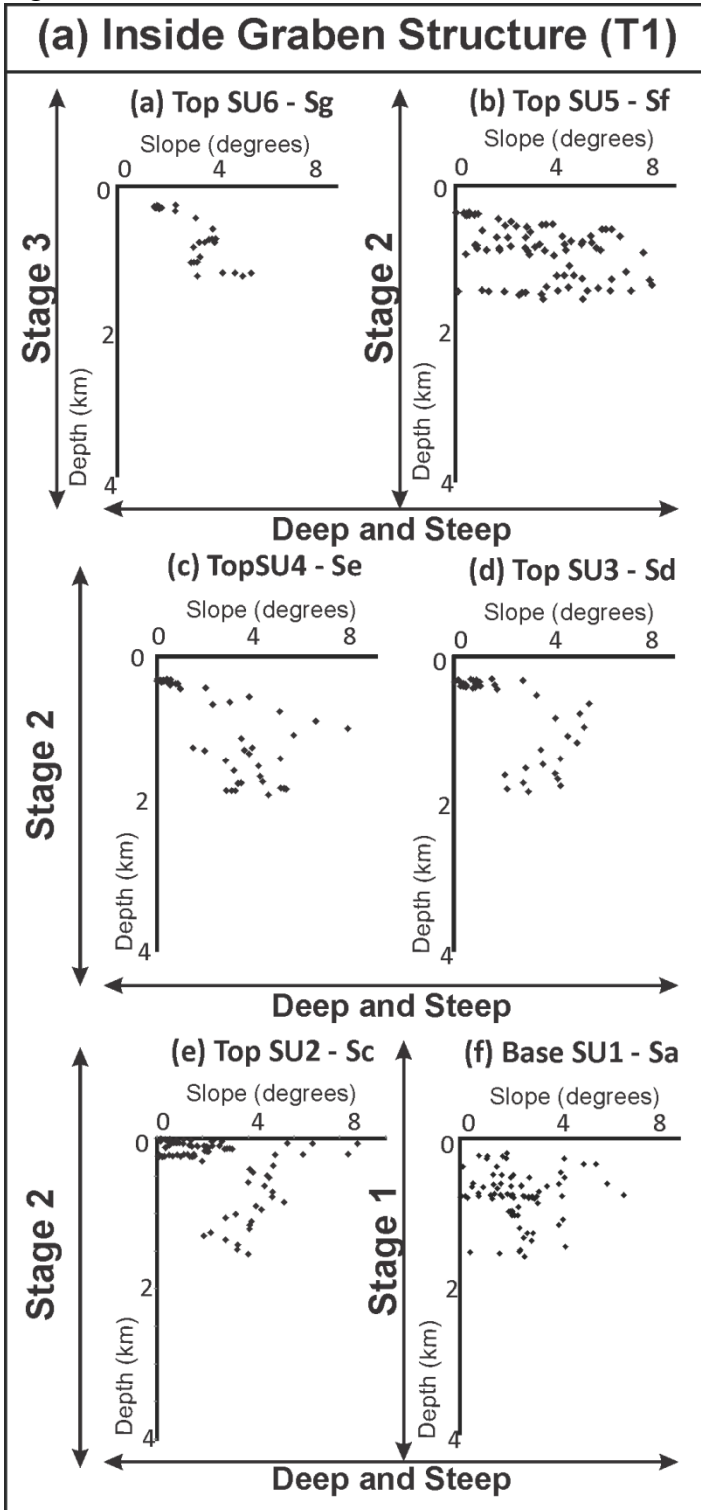 (a) Inside Graben Structure (T1)
(a) Top SU6 - Sg
Slope (degrees)
0 4 8
0
2
4
Depth (km)
Stage 3
(b) Top SU5 - Sf
Slope (degrees)
0 4 8
0
2
4
Depth (km)
Stage 2
Deep and Steep
(c) TopSU4 - Se
Slope (degrees)
0 4 8
0
2
4
Depth (km)
Stage 2
(d) Top SU3 - Sd
Slope (degrees)
0 4 8
0
2
4
Depth (km)
Deep and Steep
(e) Top SU2 - Sc
Slope (degrees)
0 4 8
0
2
4
Depth (km)
Stage 2
(f) Base SU1 - Sa
Slope (degrees)
0 4 8
0
2
4
Depth (km)
Stage 1
Deep and Steep